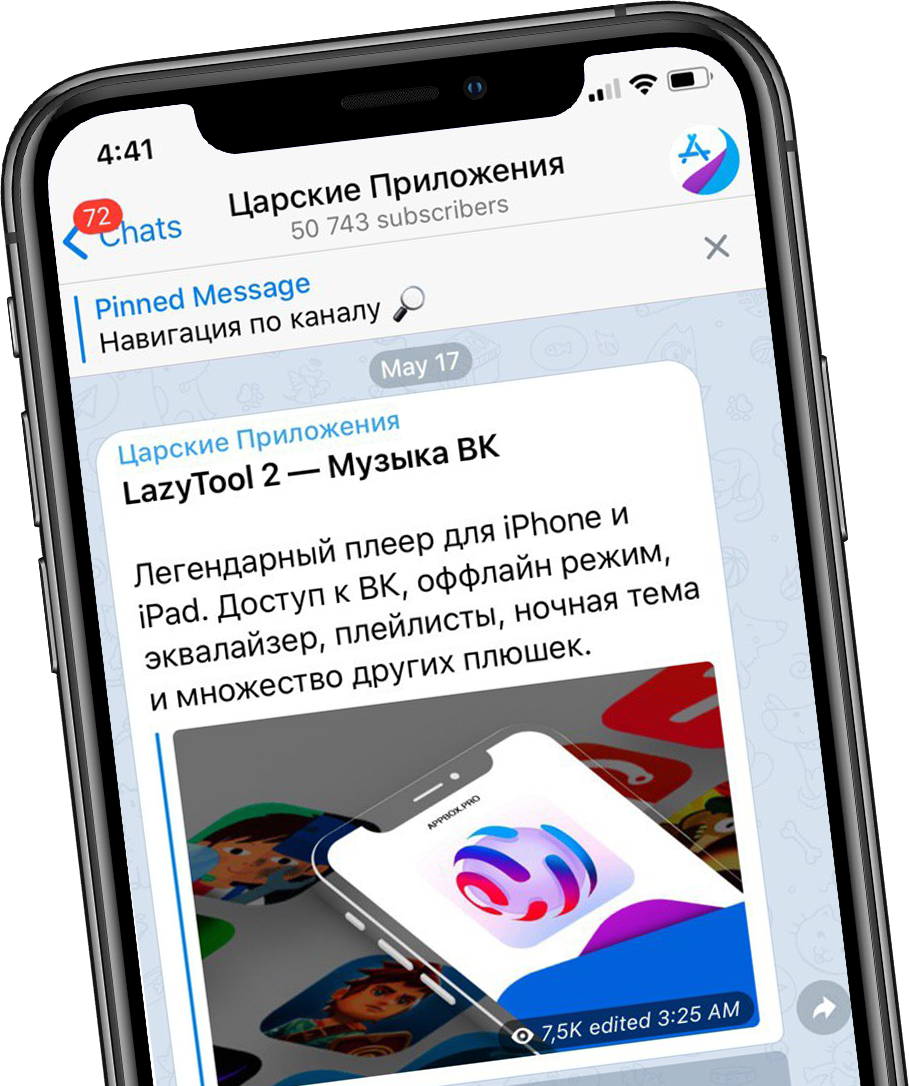 4:41
72
Chats
Царские Приложения
50 743 subscribers
Pinned Message
Навигация по каналу
May 17
Царские Приложения
LazyTool 2 — Музыка ВК
Легендарный плеер для iPhone и
iPad. Доступ к ВК, оффлайн режим,
эквалайзер, плейлисты, ночная тема
и множество других плюшек.
APPBOX.PRO
7,5K edited 3:25 AM